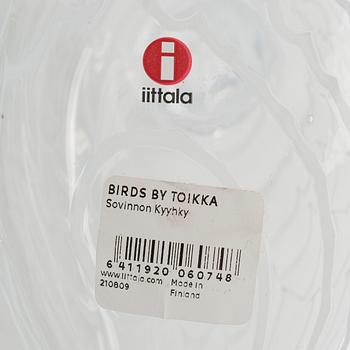 i
iittala
BIRDS BY TOIKKA
Sovinnon Kyyhky
6 411920 060748
www.iittala.com Made in
210809 Finland